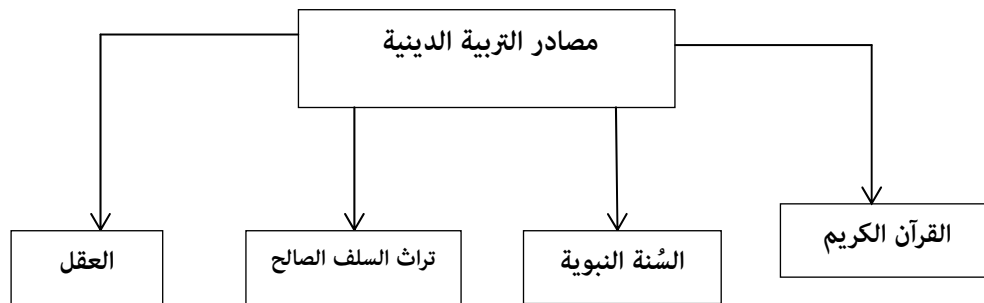 مصادر التربية الدينية
القرآن الكريم
السُنة النبوية
تراث السلف الصالح
العقل